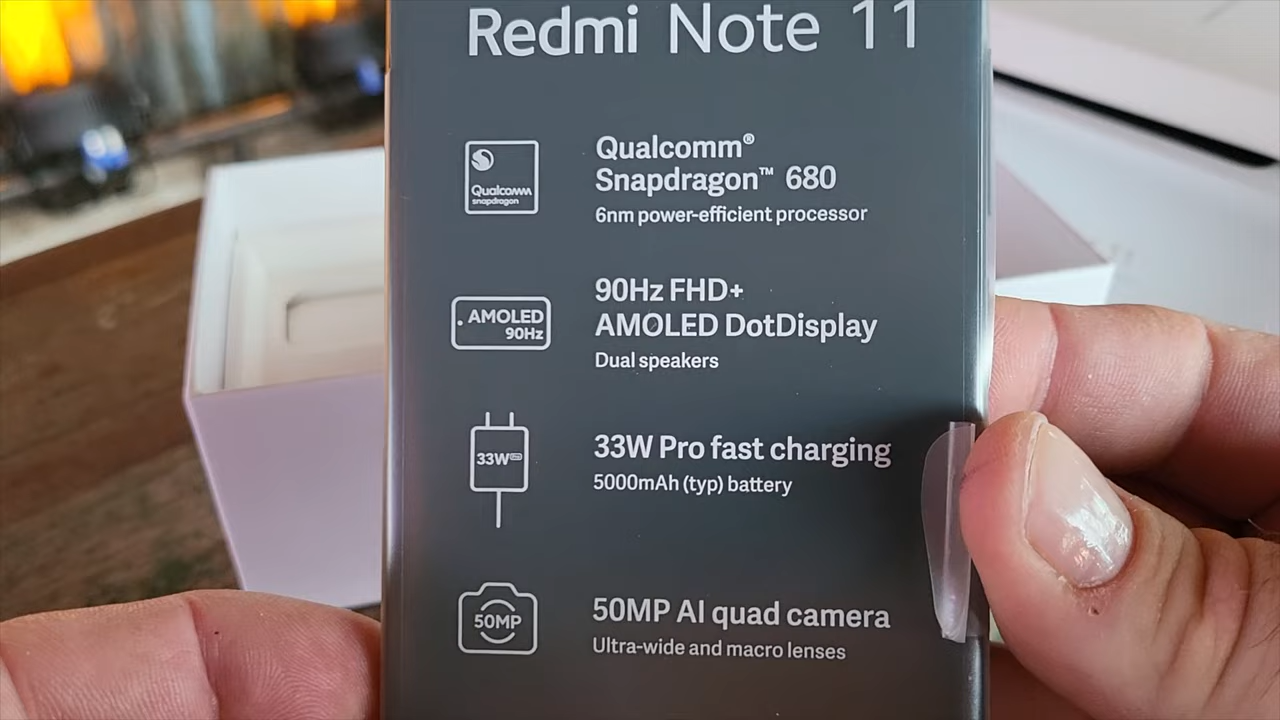 Redmi Note 11
Qualcomm
snapdragon
Qualcomm®
Snapdragon™ 680
6nm power-efficient processor
AMOLED
90Hz
90Hz FHD+
AMOLED DotDisplay
Dual speakers
33W
33W Pro fast charging
5000mAh (typ) battery
50MP
50MP AI quad camera
Ultra-wide and macro lenses